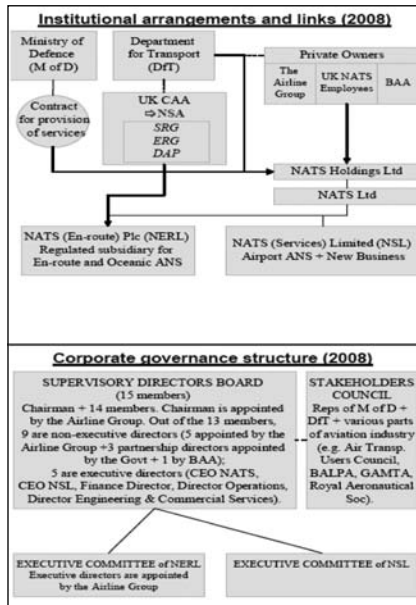 Institutional arrangements and links (2008)
Ministry of
Defence
(M of D)
Department
for Transport
(DfT)
Private Owners
The
Airline
Group
UK NATS
Employees
BAA
Contract
for provision
of services
UK CAA
⇨NSA
SRG
ERG
DAP
NATS Holdings Ltd
NATS Ltd
NATS (En-route) Plc (NERL)
Regulated subsidiary for
En-route and Oceanic ANS
NATS (Services) Limited (NSL)
Airport ANS + New Business
Corporate governance structure (2008)
SUPERVISORY DIRECTORS BOARD
(15 members)
Chairman + 14 members. Chairman is appointed
by the Airline Group. Out of the 13 members,
9 are non-executive directors (5 appointed by the
Airline Group +3 partnership directors appointed
by the Govt + 1 by BAA);
5 are executive directors (CEO NATS,
CEO NSL, Finance Director, Director Operations,
Director Engineering & Commercial Services).
STAKEHOLDERS
COUNCIL
Reps of M of D +
DfT + various parts
of aviation industry
(e.g. Air Transp.
Users Council,
BALPA, GAMTA,
Royal Aeronautical
Soc).
EXECUTIVE COMMITTEE of NERL
Executive directors are appointed
by the Airline Group
EXECUTIVE COMMITTEE of NSL